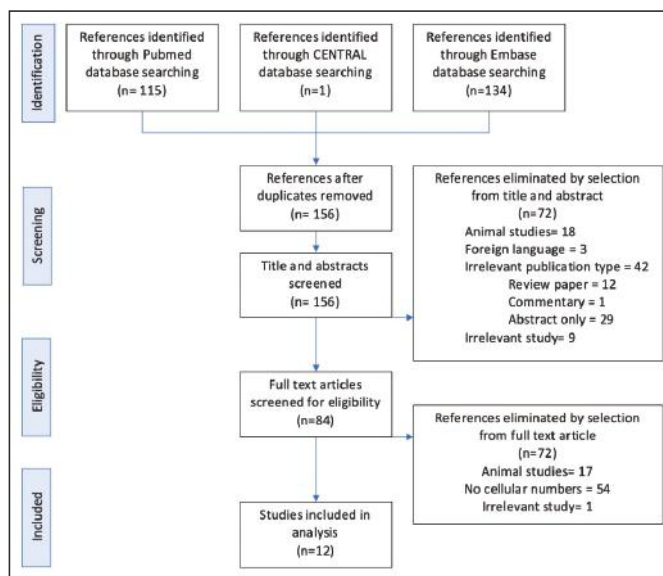 Identification
References identified
through Pubmed
database searching
(n= 115)
References identified
through CENTRAL
database searching
(n=1)
References identified
through Embase
database searching
(n=134)
Screening
References after
duplicates removed
(n= 156)
Title and abstracts
screened
(n= 156)
References eliminated by selection
from title and abstract
(n=72)
Animal studies= 18
Foreign language = 3
Irrelevant publication type = 42
Review paper = 12
Commentary = 1
Abstract only = 29
Irrelevant study= 9
Eligibility
Full text articles
screened for eligibility
(n=84)
References eliminated by selection
from full text article
(n=72)
Animal studies= 17
No cellular numbers = 54
Irrelevant study= 1
Included
Studies included in
analysis
(n=12)